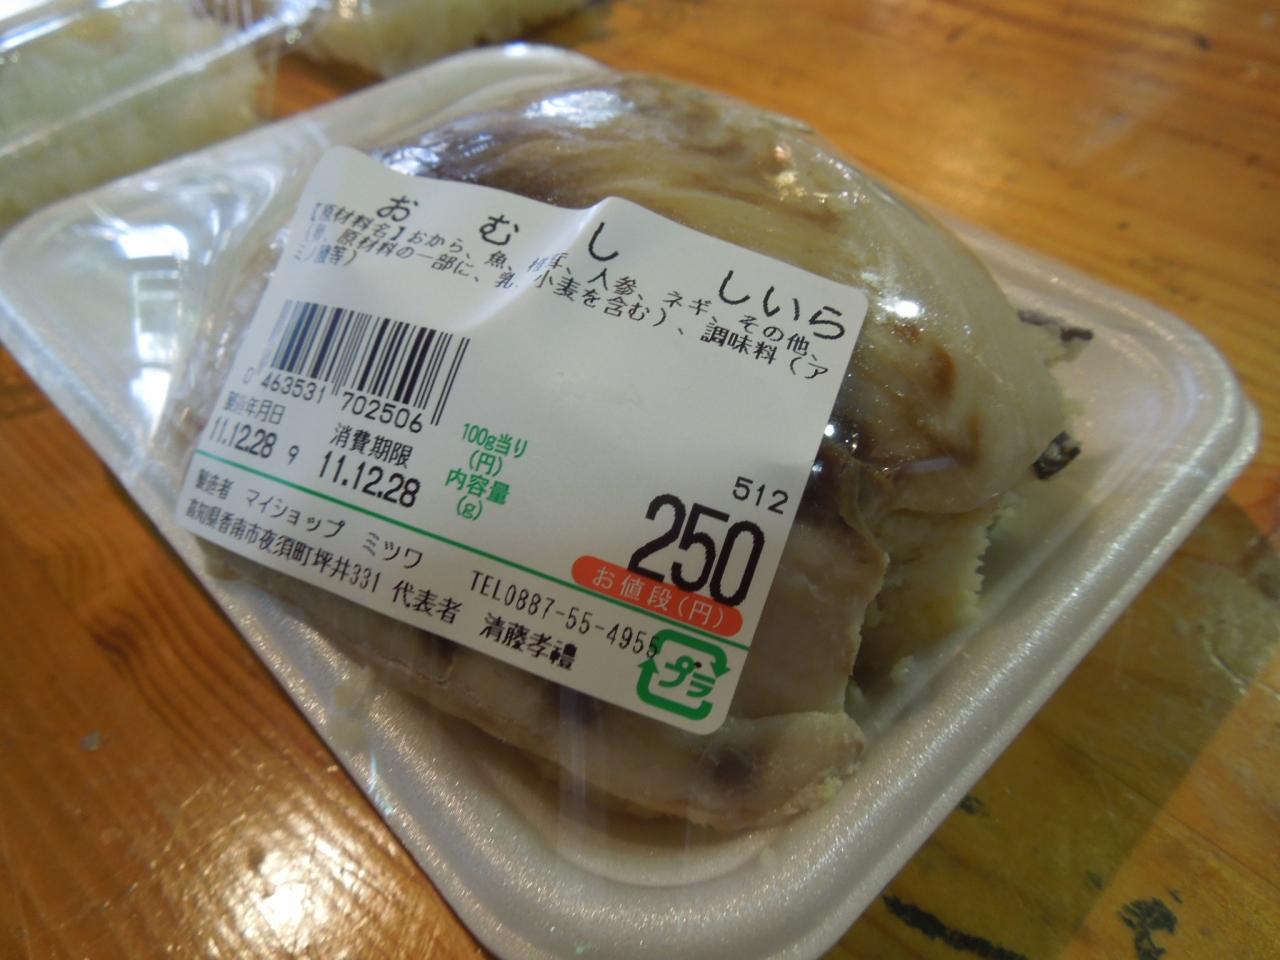 おむし しいら
【原材料名】おから、魚、椎茸、人参、ネギ、その他、
(乳、原材料の一部に、乳、小麦を含む)、調味料(ア
ミノ酸等)
0 463531 702506
製造年月日
11.12.28 9
消費期限
11.12.28
100g当り
(円)
内容量
(g)
512
250
お値段(円)
製造者 マイショップ ミツワ
高知県香南市夜須町坪井331 代表者 清藤孝禮
TEL0887-55-4955
プラ